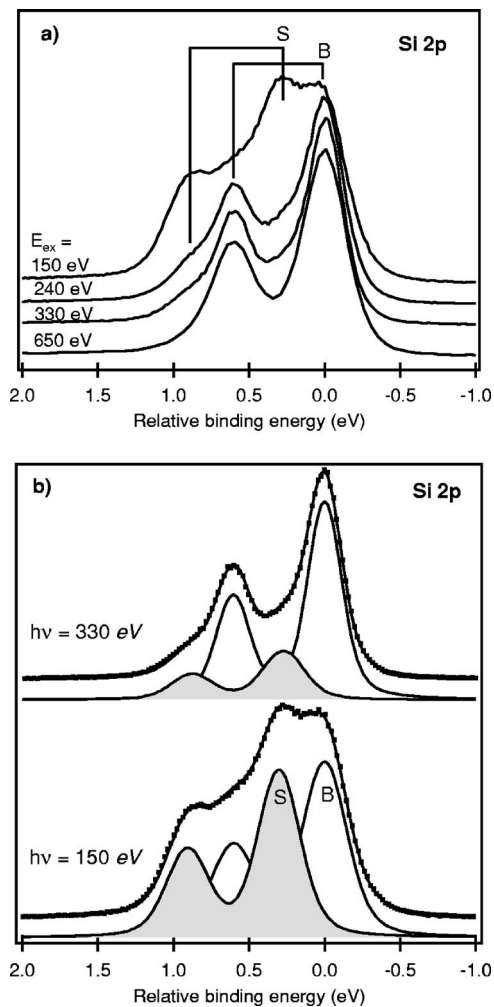 a)
S
B
Si 2p
E_ex =
150 eV
240 eV
330 eV
650 eV
2.0 1.5 1.0 0.5 0.0 -0.5 -1.0
Relative binding energy (eV)
b)
Si 2p
hν = 330 eV
S
B
hν = 150 eV
2.0 1.5 1.0 0.5 0.0 -0.5 -1.0
Relative binding energy (eV)